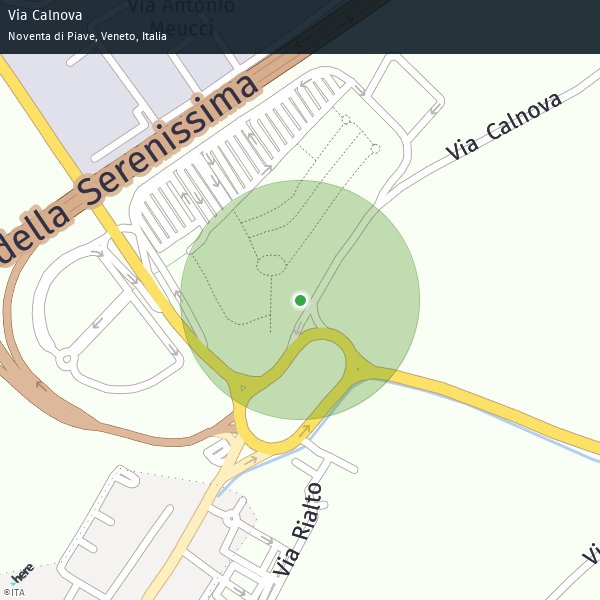 Via Calnova
Noventa di Piave, Veneto, Italia
Via Antonio
Meucci
della Serenissima
Via Calnova
Via Rialto
Vi
here
©ITA